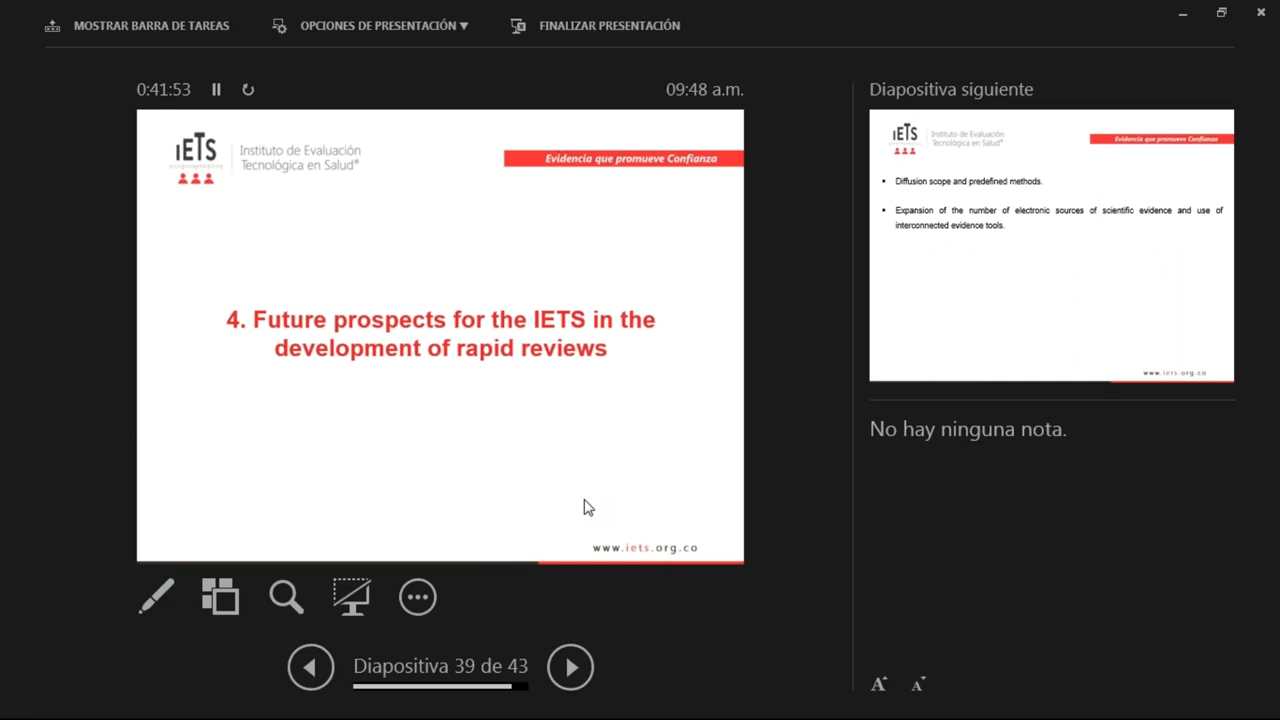 MOSTRAR BARRA DE TAREAS
OPCIONES DE PRESENTACIÓN ▼
FINALIZAR PRESENTACIÓN
0:41:53
09:48 a.m.
IETS
Instituto de Evaluación
Tecnológica en Salud®
Evidencia que promueve Confianza
4. Future prospects for the IETS in the
development of rapid reviews
www.iets.org.co
Diapositiva 39 de 43
Diapositiva siguiente
IETS
Instituto de Evaluación
Tecnológica en Salud®
Evidencia que promueve Confianza
• Diffusion scope and predefined methods.
• Expansion of the number of electronic sources of scientific evidence and use of
interconnected evidence tools.
www.iets.org.co
No hay ninguna nota.
A A